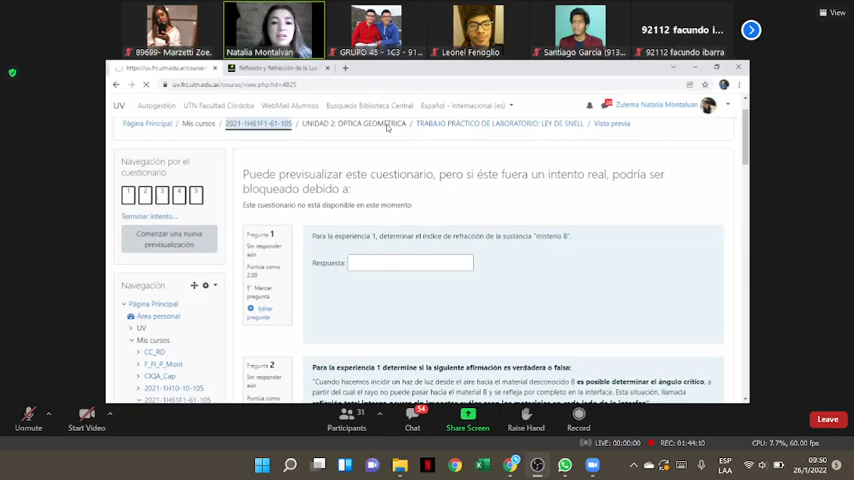 View
89699- Marzetti Zoe.
Natalia Montalvan
GRUPO 45 - 1C3 - 91...
Leonel Fenoglio
Santiago Garcia (913...
92112 facundo ibarra
92112 facundo ibarr...
Reflexión y Refracción de la Luz
uv.frc.utn.edu.ar/course/view.php?id=4825
UV Autogestión UTN Facultad Córdoba WebMail Alumnos Busqueda Biblioteca Central Español - Internacional (es) Zulema Natalia Montalvan
Página Principal / Mis cursos / 2021-1H61F1-61-105 / UNIDAD 2: ÓPTICA GEOMÉTRICA / TRABAJO PRÁCTICO DE LABORATORIO: LEY DE SNELL / Vista previa
Navegación por el
cuestionario
1 2 3 4 5
Terminar intento...
Comenzar una nueva
previsualización
Puede previsualizar este cuestionario, pero si éste fuera un intento real, podría ser
bloqueado debido a:
Este cuestionario no está disponible en este momento
Pregunta 1
Sin responder
aún
Puntúa como
2,00
Marcar
pregunta
Editar
pregunta
Para la experiencia 1, determinar el índice de refracción de la sustancia "misterio B".
Respuesta:
Navegación
Página Principal
Área personal
UV
Mis cursos
CC_RD
F_FI_P_Mont
CIQA_Cap
2021-1H10-10-105
2021-1H61F1-61-105
Pregunta 2
Sin responder
aún
Puntúa como
Para la experiencia 1 determine si la siguiente afirmación es verdadera o falsa:
"Cuando hacemos incidir un haz de luz desde el aire hacia el material desconocido B es posible determinar el ángulo crítico, a
partir del cual el rayo no puede pasar hacia el material B y se refleja por completo en la interface. Esta situación, llamada
Unmute
Start Video
31
Participants
54
Chat
Share Screen
Raise Hand
Record
Leave
LIVE: 00:00:00 REC: 01:44:10 CPU: 7.7%, 60.00 fps
ESP
LAA
09:50
26/1/2022